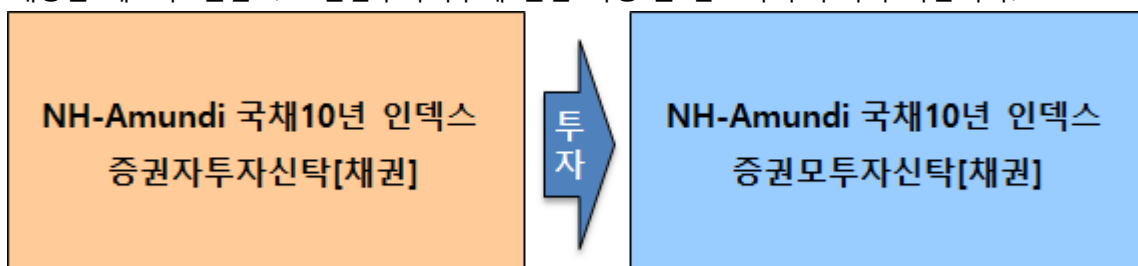 NH-Amundi 국채10년 인덱스
증권자투자신탁[채권]
투
자
NH-Amundi 국채10년 인덱스
증권모투자신탁[채권]